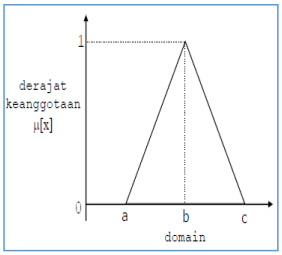 1
derajat
keanggotaan
μ[x]
0
a b c
domain